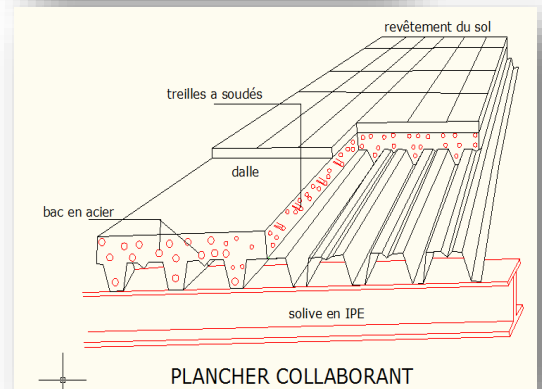 revêtement du sol
treilles a soudés
dalle
bac en acier
solive en IPE
PLANCHER COLLABORANT